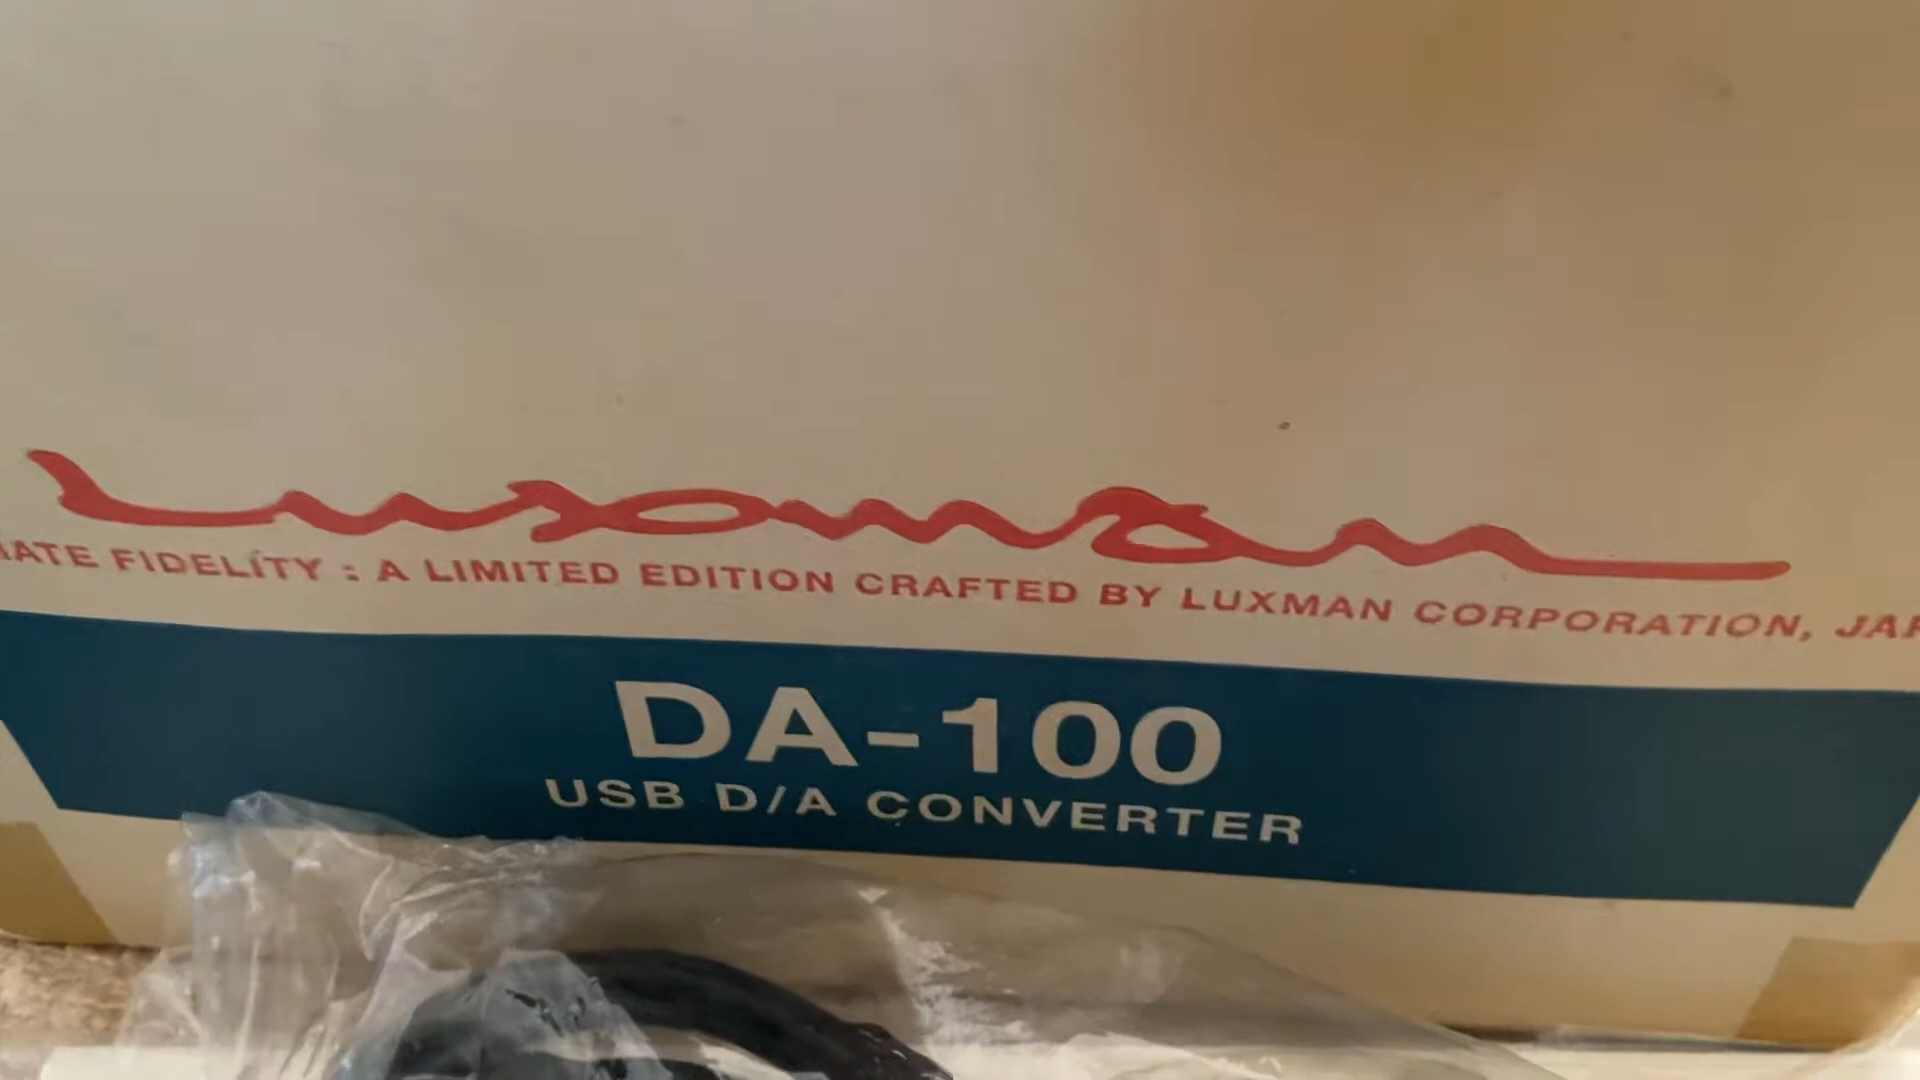 Luxman
FIDELITY : A LIMITED EDITION CRAFTED BY LUXMAN CORPORATION,
DA-100
USB D/A CONVERTER